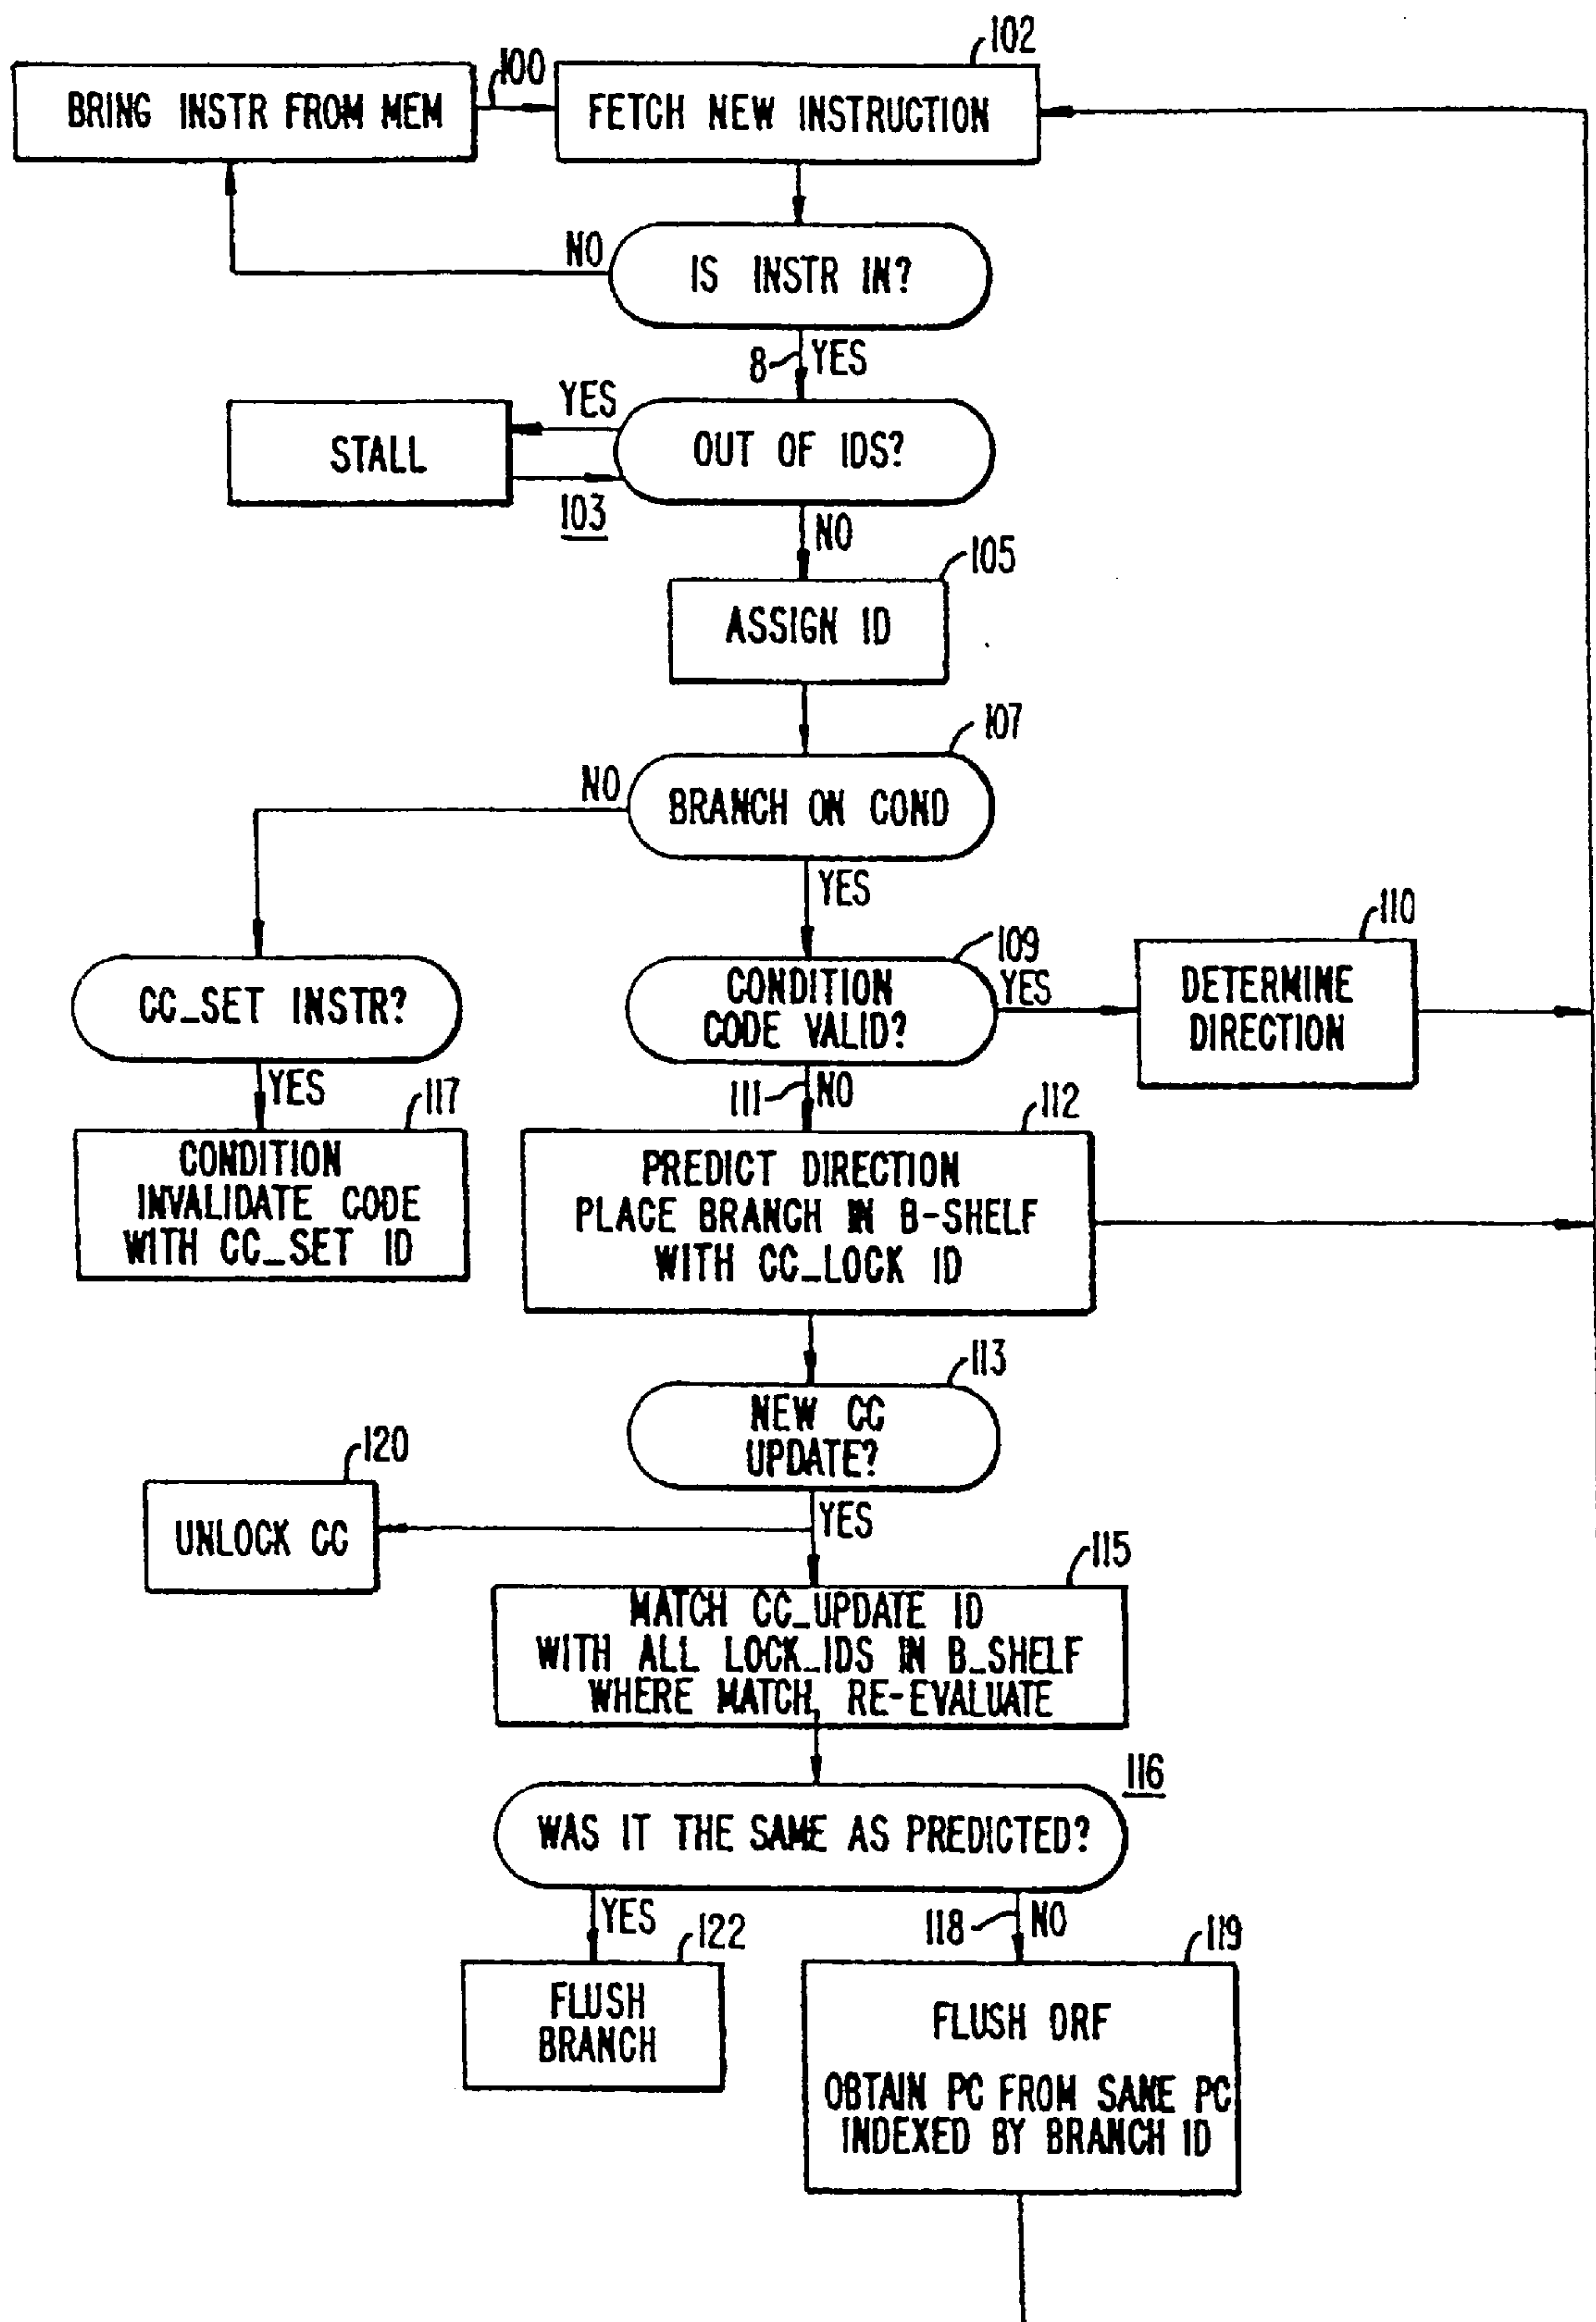 102
100
BRING INSTR FROM MEM
FETCH NEW INSTRUCTION
NO
IS INSTR IN?
8
YES
YES
STALL
OUT OF IDS?
103
NO
105
ASSIGN ID
107
NO
BRANCH ON COND
YES
110
109
CC_SET INSTR?
CONDITION
CODE VALID?
YES
DETERMINE
DIRECTION
YES
117
111
NO
112
CONDITION
INVALIDATE CODE
WITH CC_SET ID
PREDICT DIRECTION
PLACE BRANCH IN B-SHELF
WITH CC_LOCK ID
113
NEW CC
UPDATE?
120
YES
UNLOCK CC
115
MATCH CC_UPDATE ID
WITH ALL LOCK_IDS IN B_SHELF
WHERE MATCH, RE-EVALUATE
116
WAS IT THE SAME AS PREDICTED?
YES
118
NO
122
119
FLUSH
BRANCH
FLUSH DRF
OBTAIN PC FROM SANE PC
INDEXED BY BRANCH ID